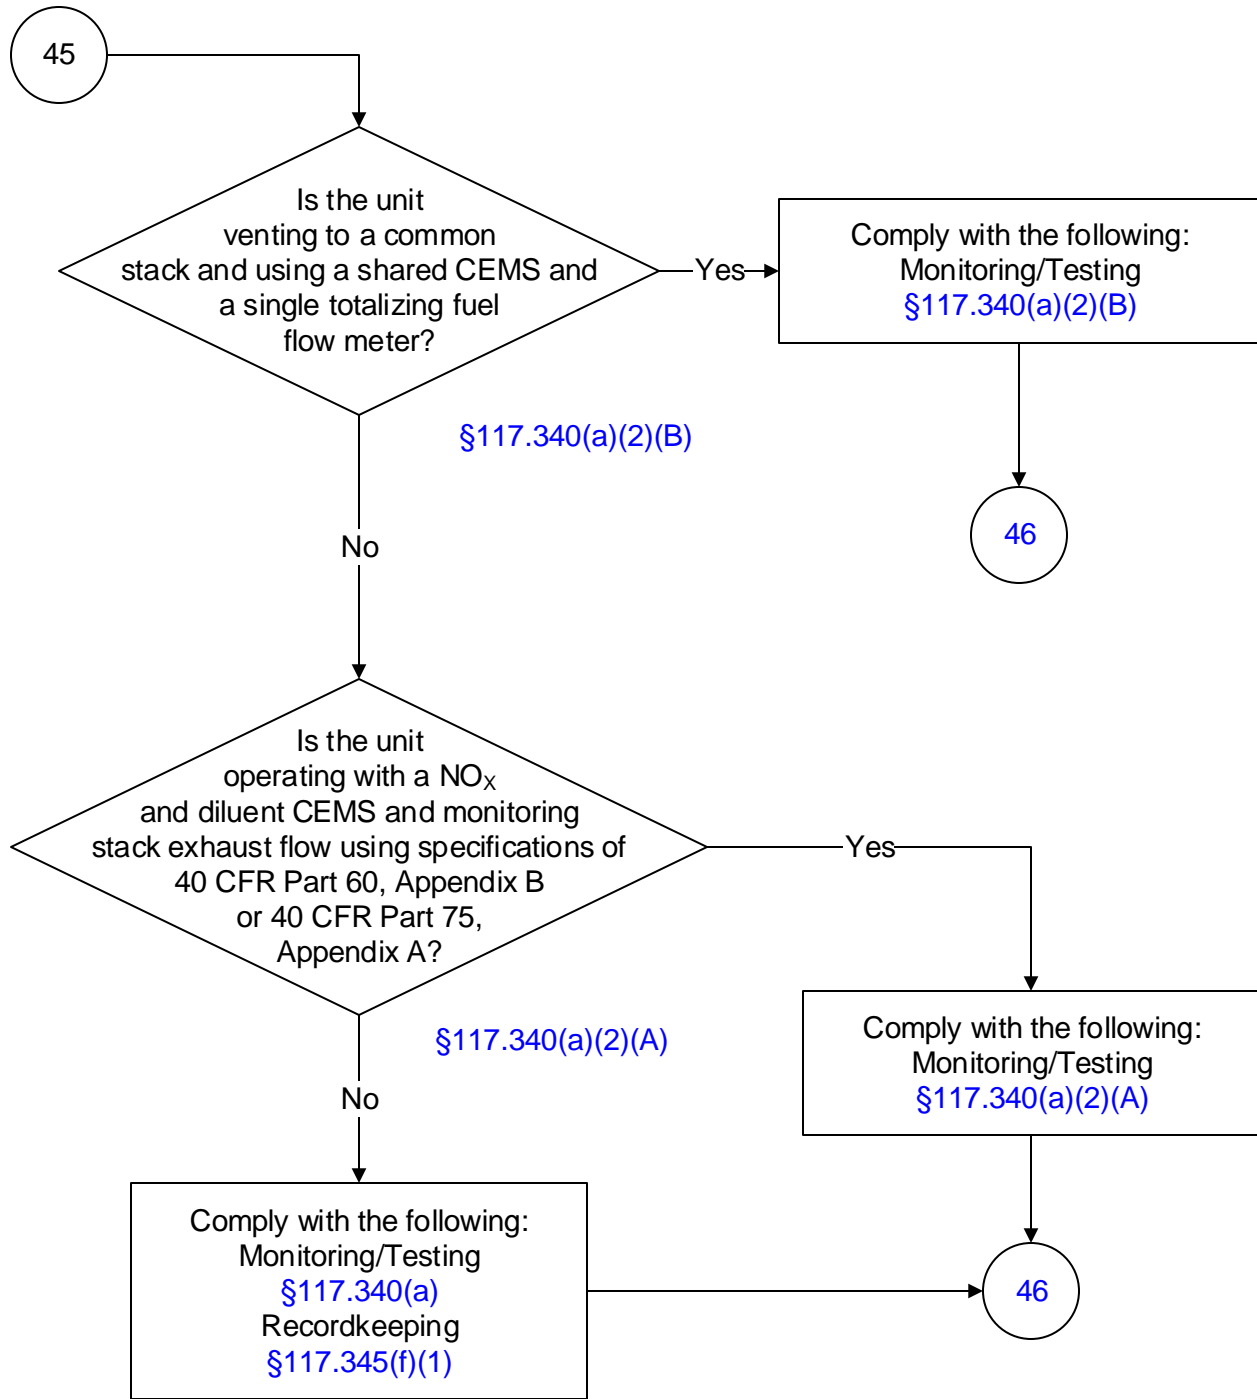 45
Is the unit
venting to a common
stack and using a shared CEMS and
a single totalizing fuel
flow meter?
Yes
Comply with the following:
Monitoring/Testing
§117.340(a)(2)(B)
§117.340(a)(2)(B)
46
No
Is the unit
operating with a NOX
and diluent CEMS and monitoring
stack exhaust flow using specifications of
40 CFR Part 60, Appendix B
or 40 CFR Part 75,
Appendix A?
Yes
§117.340(a)(2)(A)
Comply with the following:
Monitoring/Testing
§117.340(a)(2)(A)
No
Comply with the following:
Monitoring/Testing
§117.340(a)
Recordkeeping
§117.345(f)(1)
46